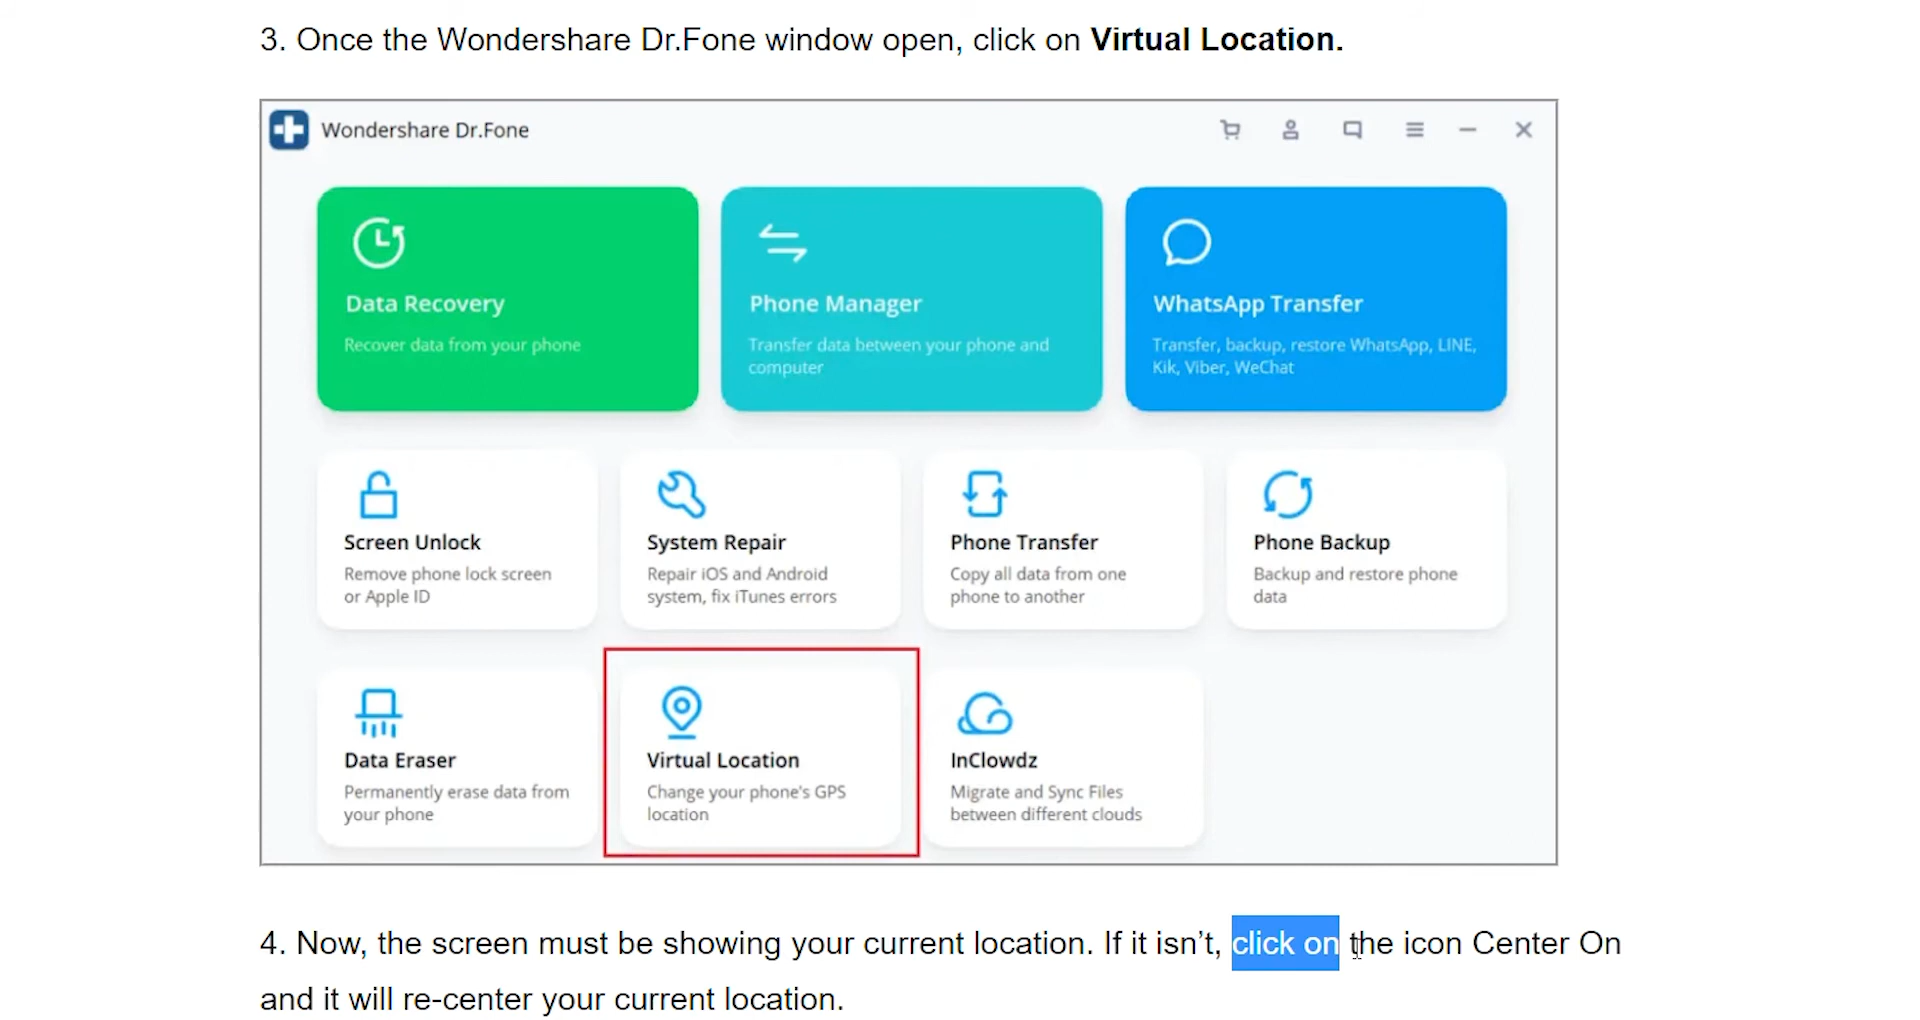 3. Once the Wondershare Dr.Fone window open, click on Virtual Location.
Wondershare Dr.Fone
Data Recovery
Recover data from your phone
Phone Manager
Transfer data between your phone and
computer
WhatsApp Transfer
Transfer, backup, restore WhatsApp, LINE,
Kik, Viber, WeChat
Screen Unlock
Remove phone lock screen
or Apple ID
System Repair
Repair iOS and Android
system, fix iTunes errors
Phone Transfer
Copy all data from one
phone to another
Phone Backup
Backup and restore phone
data
Data Eraser
Permanently erase data from
your phone
Virtual Location
Change your phone's GPS
location
InClowdz
Migrate and Sync Files
between different clouds
4. Now, the screen must be showing your current location. If it isn’t, click on the icon Center On
and it will re-center your current location.